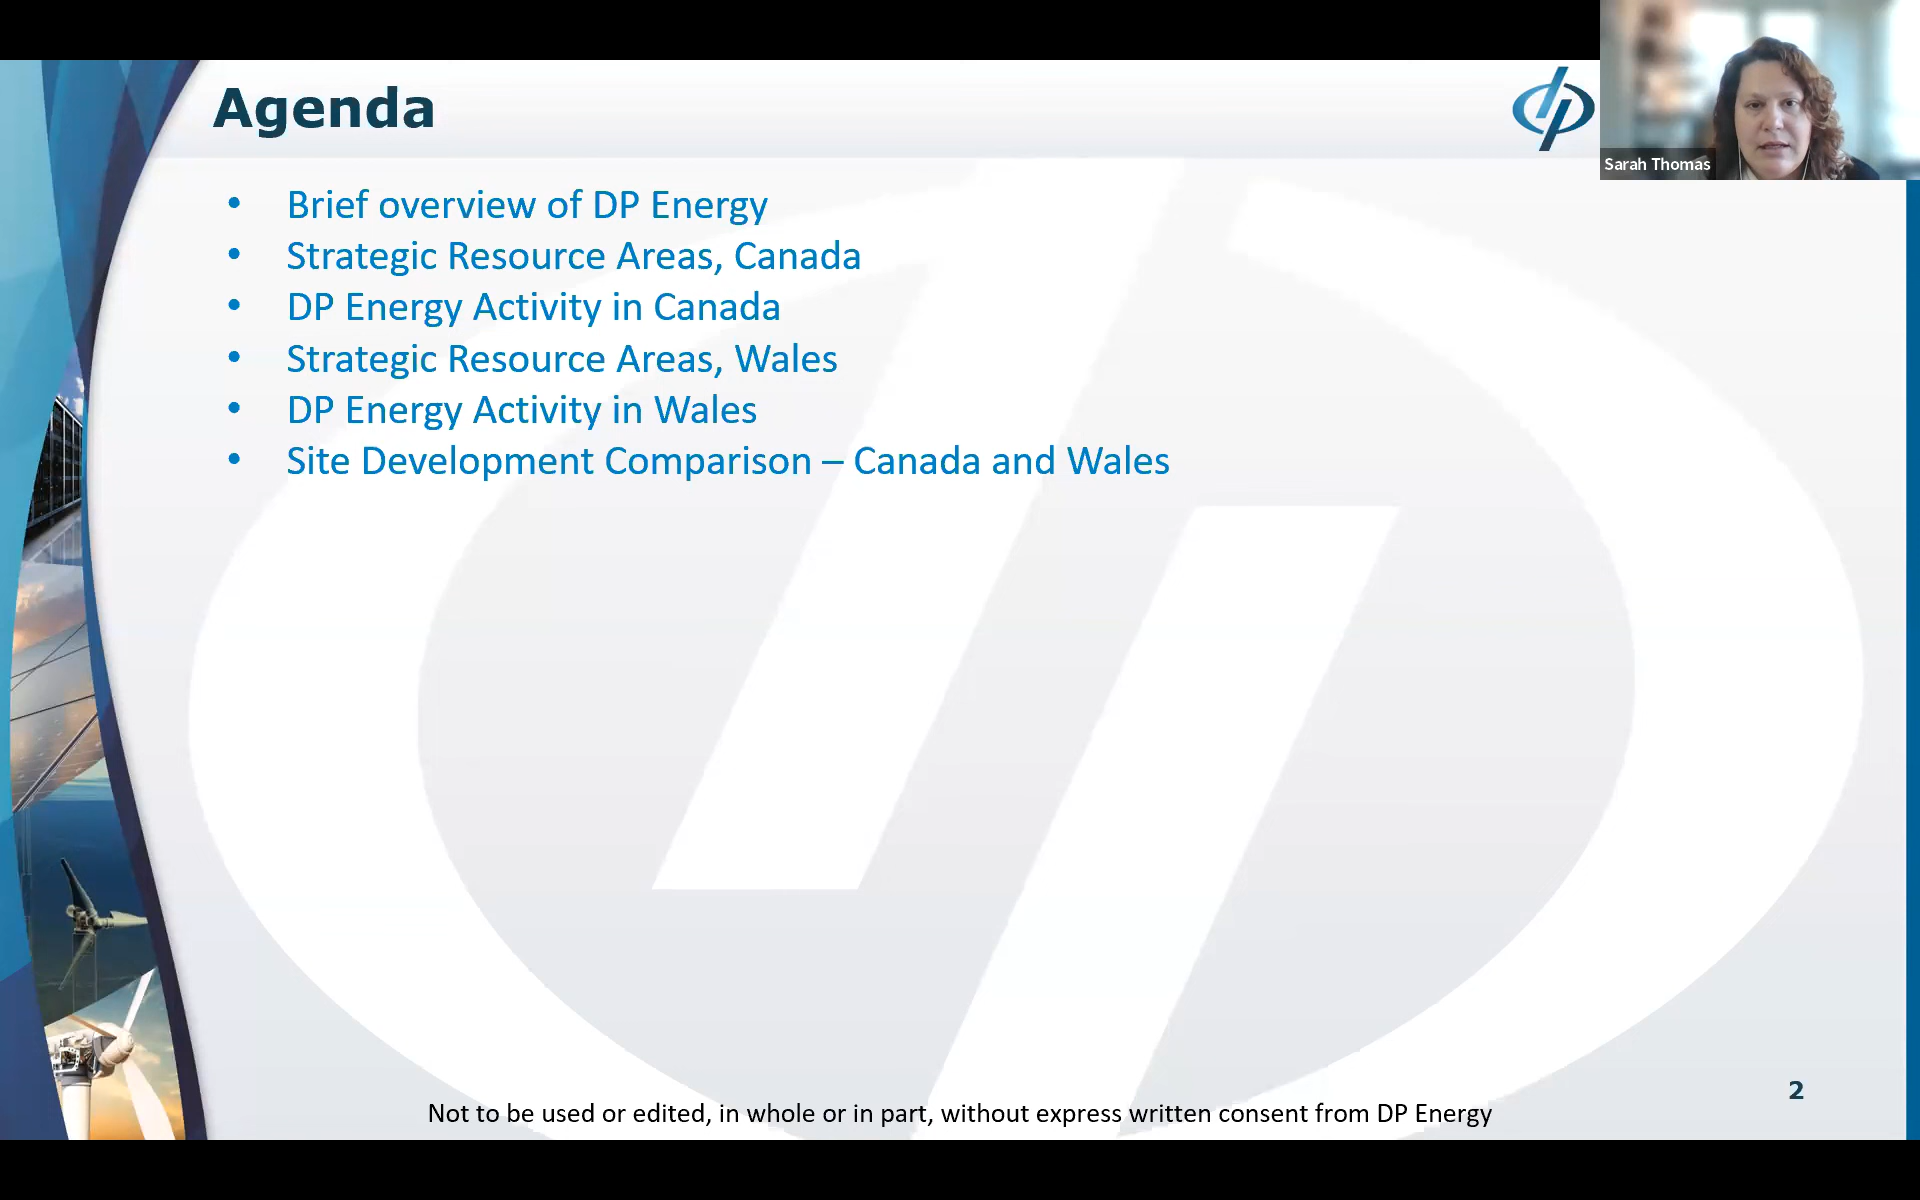 Agenda
Sarah Thomas
• Brief overview of DP Energy
• Strategic Resource Areas, Canada
• DP Energy Activity in Canada
• Strategic Resource Areas, Wales
• DP Energy Activity in Wales
• Site Development Comparison – Canada and Wales
2
Not to be used or edited, in whole or in part, without express written consent from DP Energy